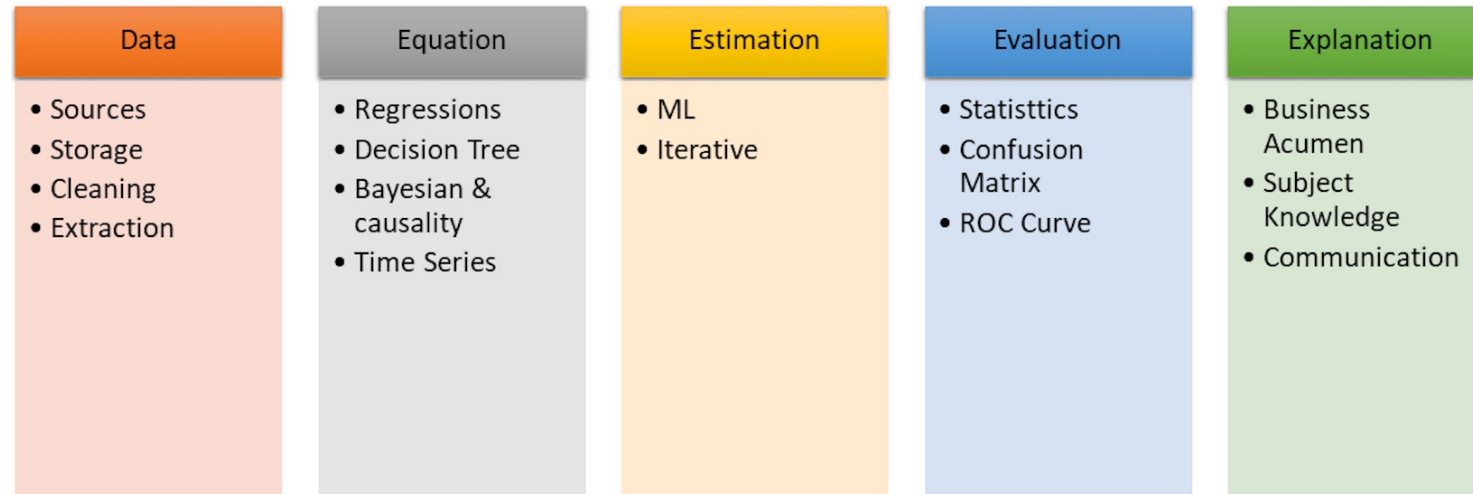 Data
• Sources
• Storage
• Cleaning
• Extraction
Equation
• Regressions
• Decision Tree
• Bayesian &
causality
• Time Series
Estimation
• ML
• Iterative
Evaluation
• Statisttics
• Confusion
Matrix
• ROC Curve
Explanation
• Business
Acumen
• Subject
Knowledge
• Communication